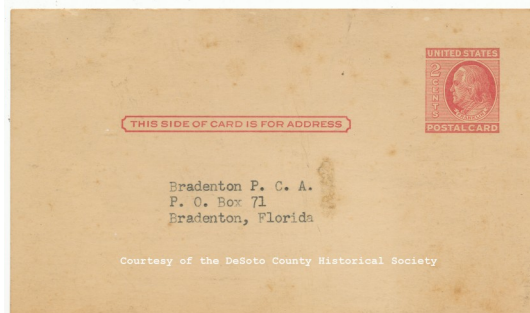 UNITED STATES
2 CENTS
POSTAL CARD
THIS SIDE OF CARD IS FOR ADDRESS
Bradenton P. C. A.
P. O. Box 71
Bradenton, Florida
Courtesy of the DeSoto County Historical Society